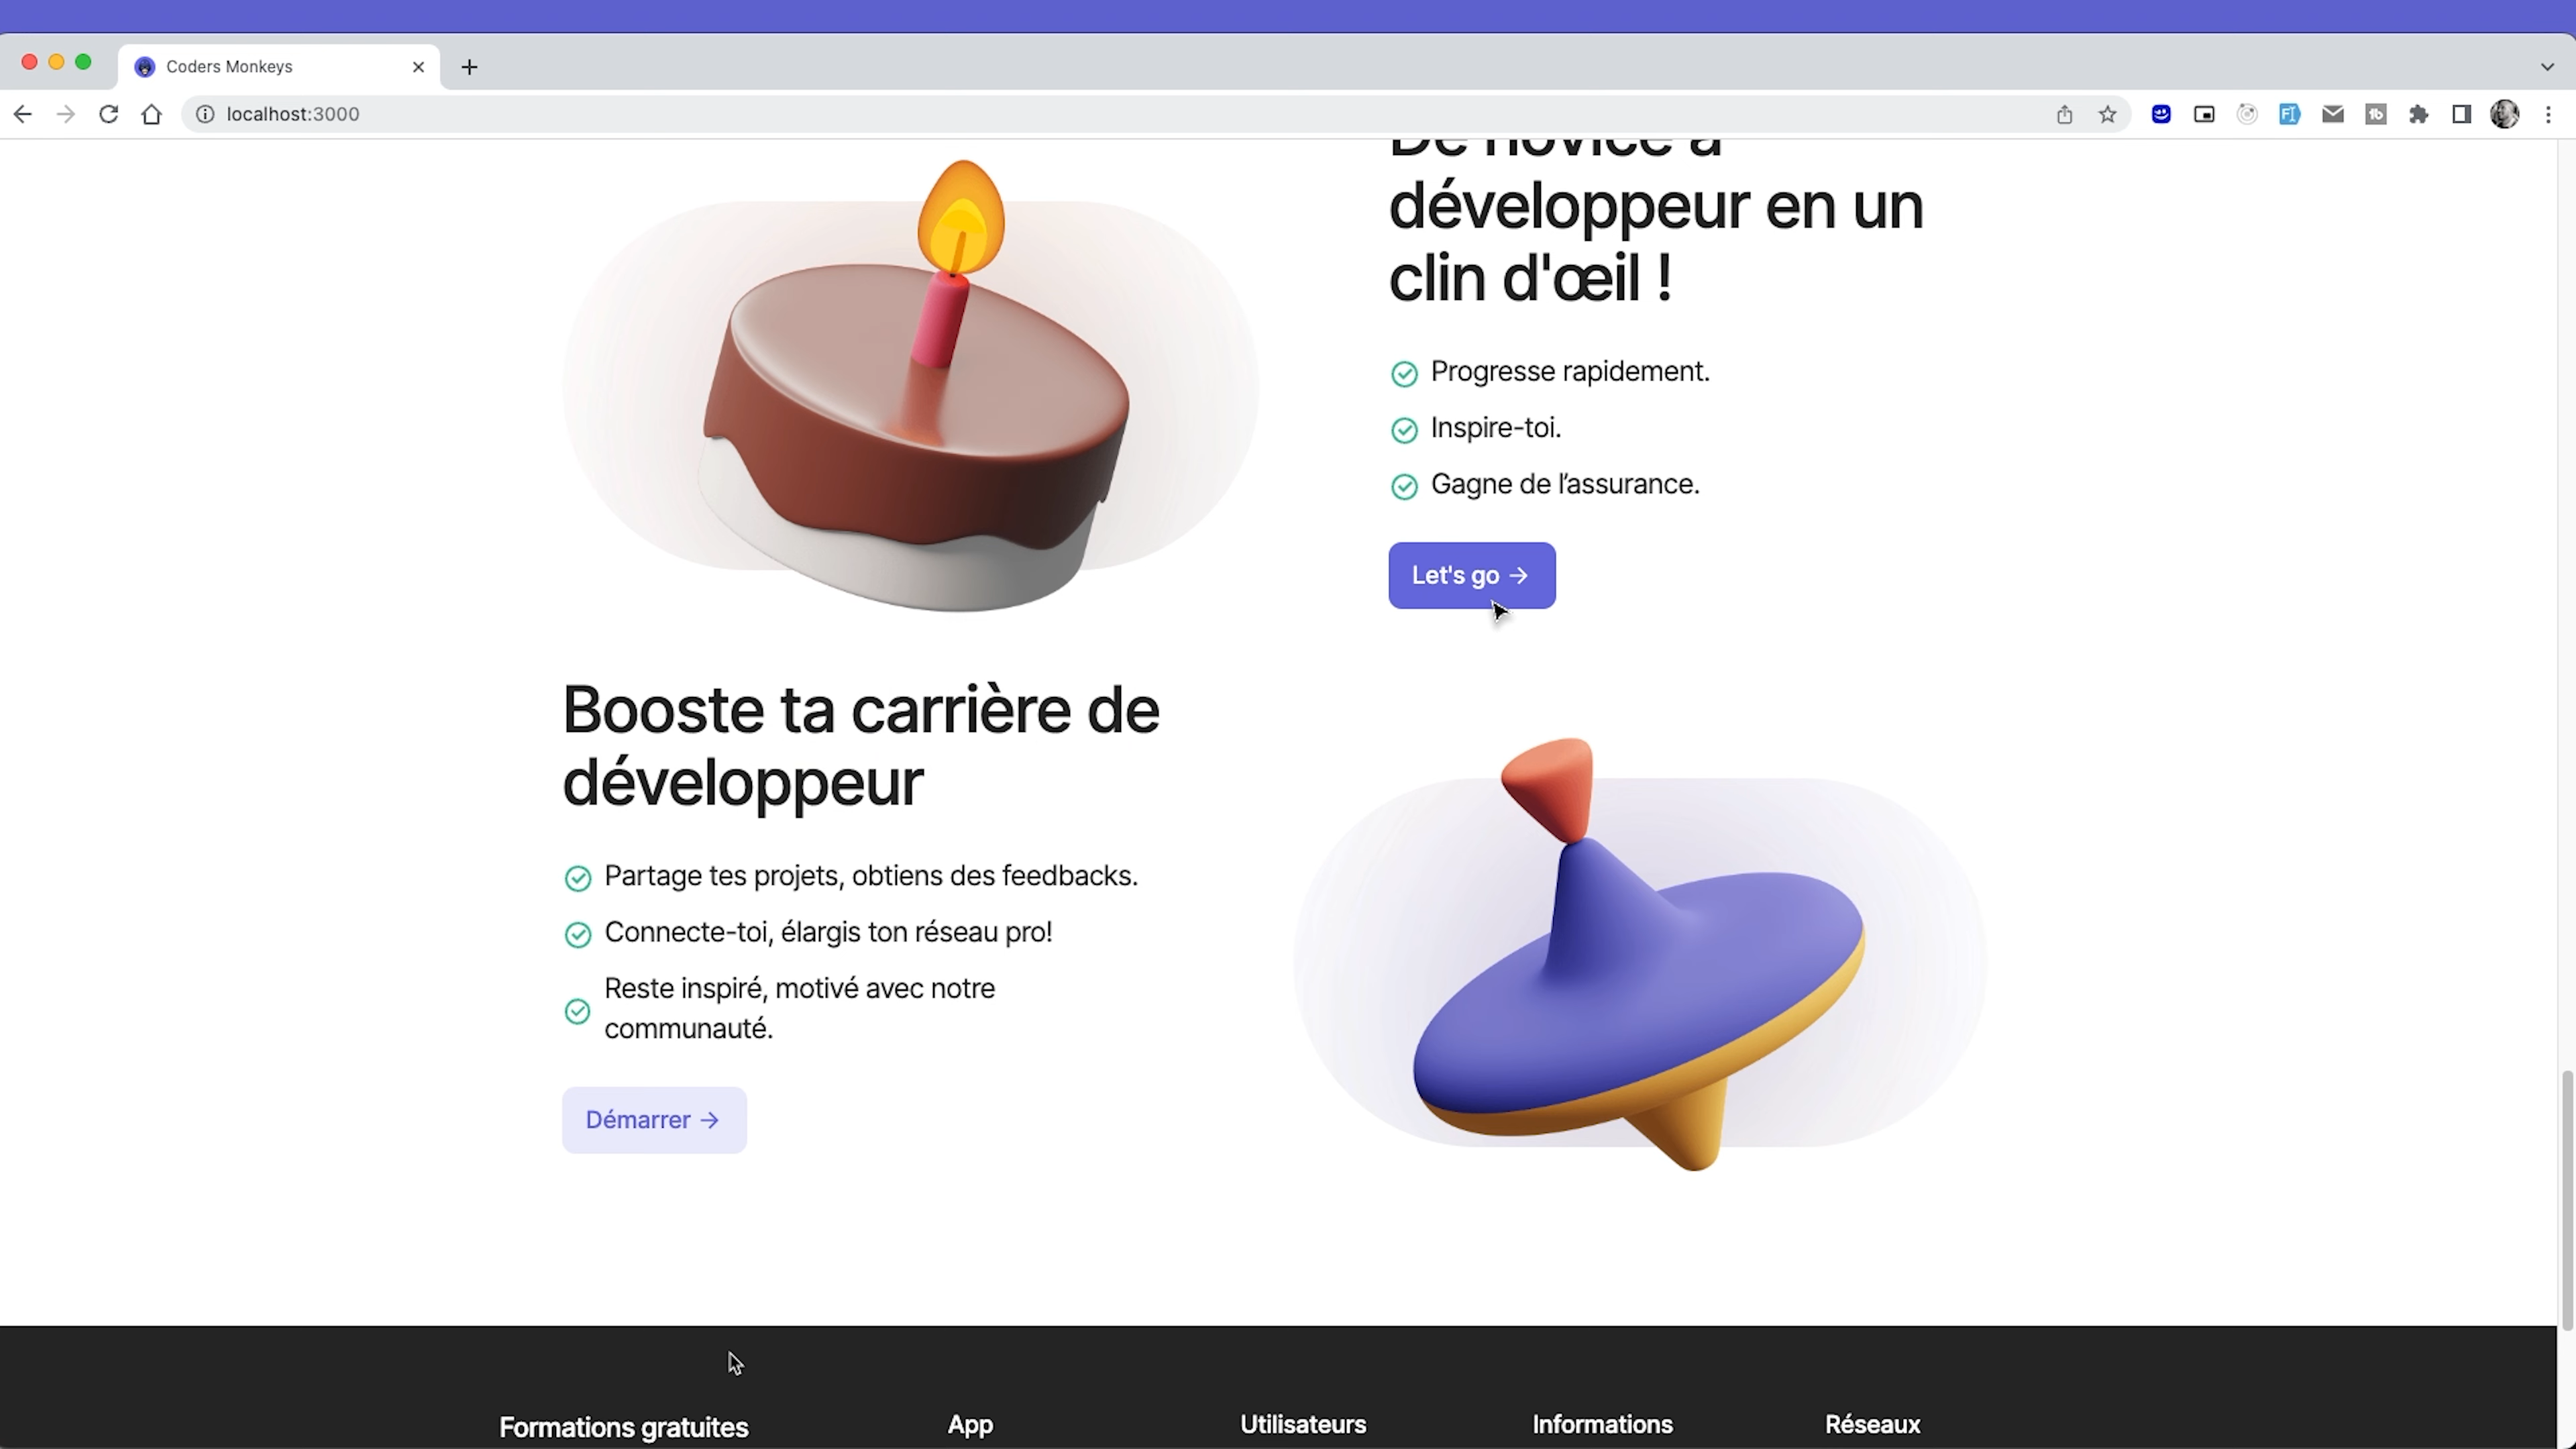 Coders Monkeys
localhost:3000
De novice à
développeur en un
clin d'œil !
Progresse rapidement.
Inspire-toi.
Gagne de l’assurance.
Let's go →
Booste ta carrière de
développeur
Partage tes projets, obtiens des feedbacks.
Connecte-toi, élargis ton réseau pro!
Reste inspiré, motivé avec notre
communauté.
Démarrer →
Formations gratuites
App
Utilisateurs
Informations
Réseaux